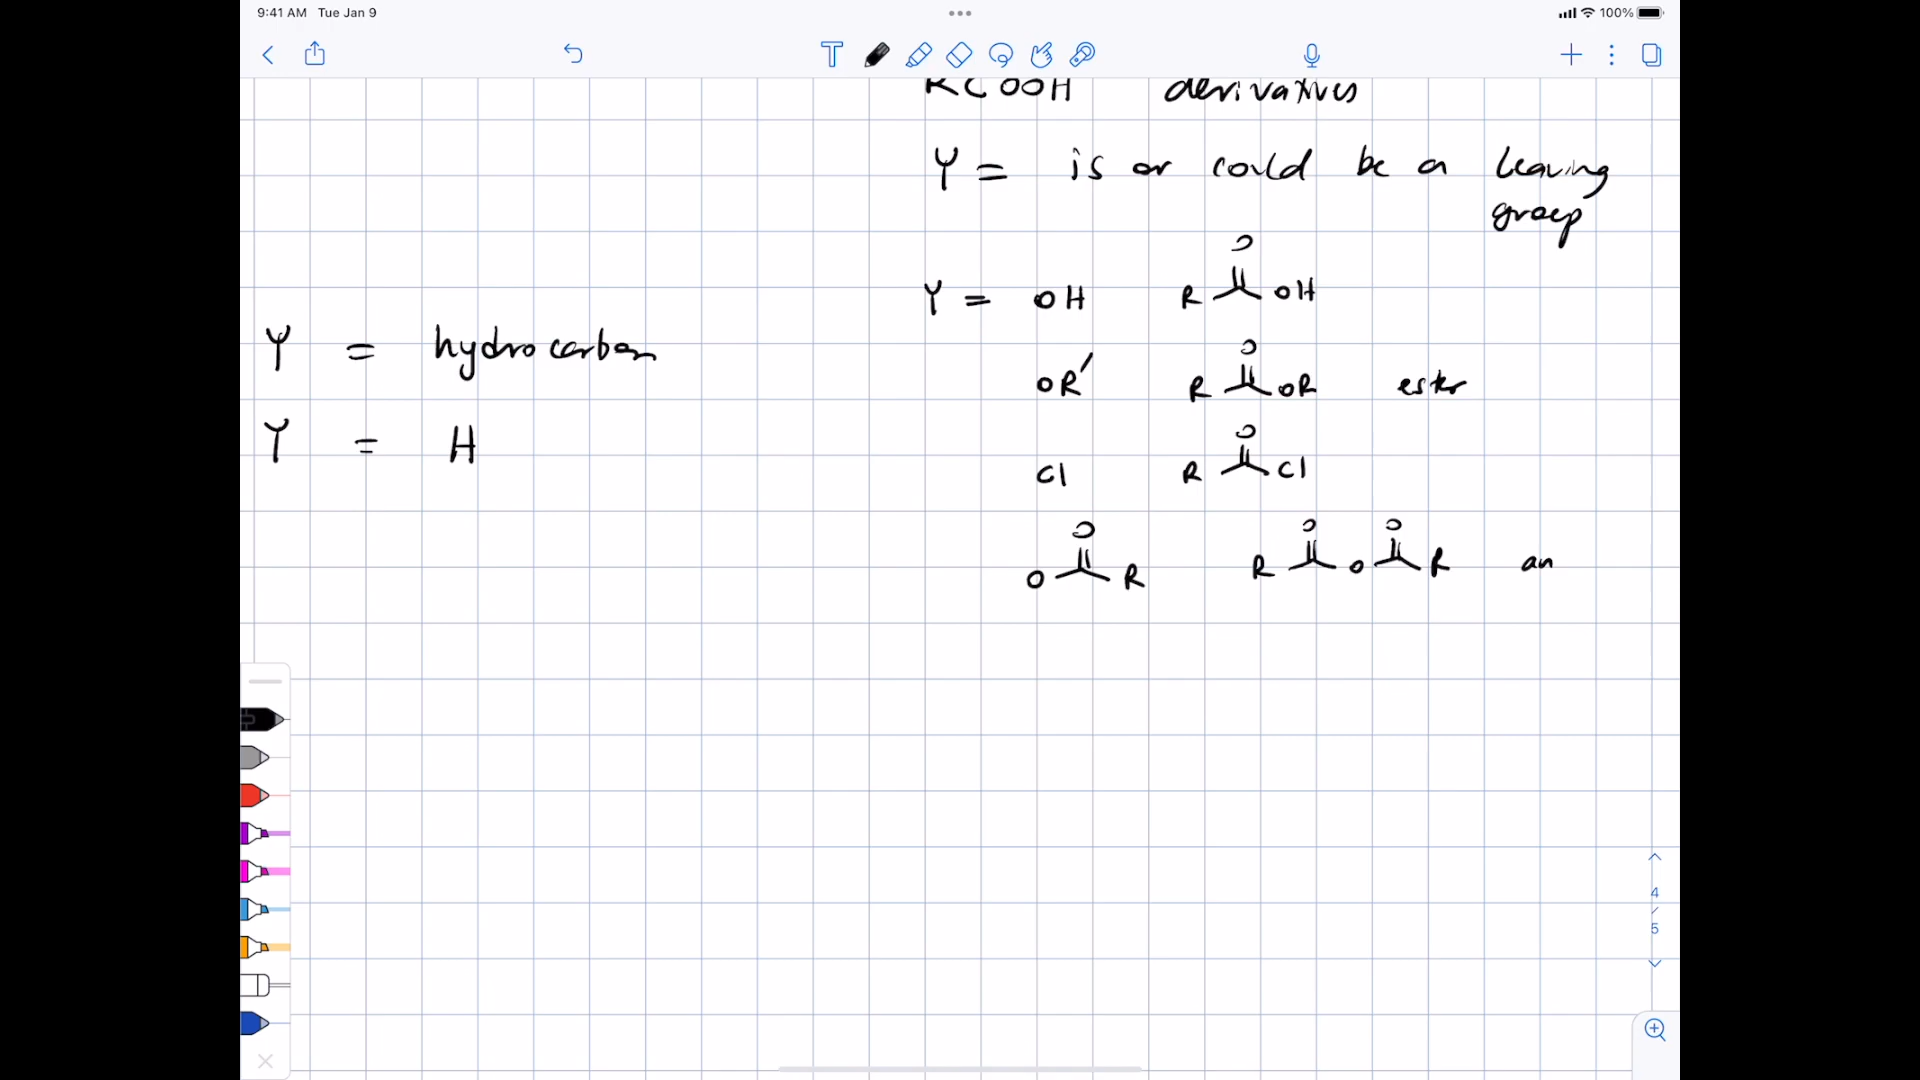 9:41 AM Tue Jan 9
100%
RCOOH derivatives
Y = is or could be a leaving
group
Y = OH R O OH
Y = hydrocarbon
OR' R O OR ester
Y = H
Cl R O Cl
O O R R O O O R an
4
5